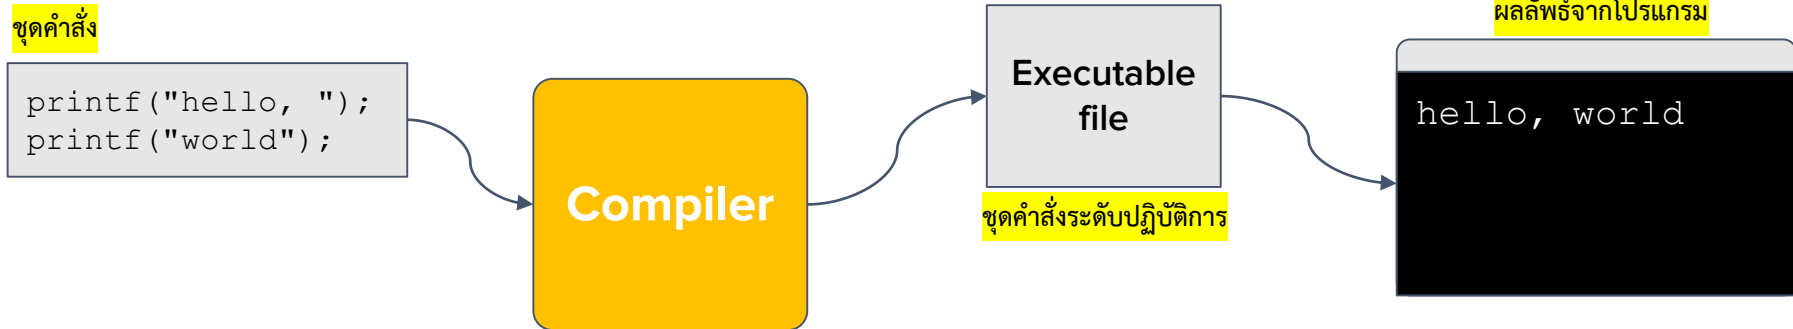 ชุดคำสั่ง
printf("hello, ");
printf("world");
Compiler
Executable
file
ชุดคำสั่งระดับปฏิบัติการ
ผลลัพธ์จากโปรแกรม
hello, world